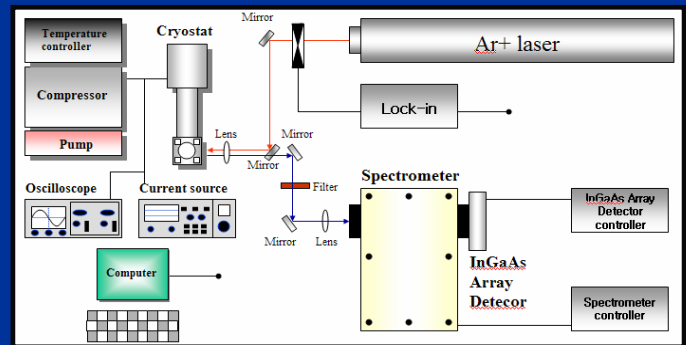 Temperature
controller
Compressor
Pump
Cryostat
Mirror
Ar+ laser
Lock-in
Lens
Mirror
Mirror
Oscilloscope
Current source
Filter
Mirror
Lens
Spectrometer
InGaAs Array
Detector
controller
InGaAs
Array
Detecor
Computer
Spectrometer
controller